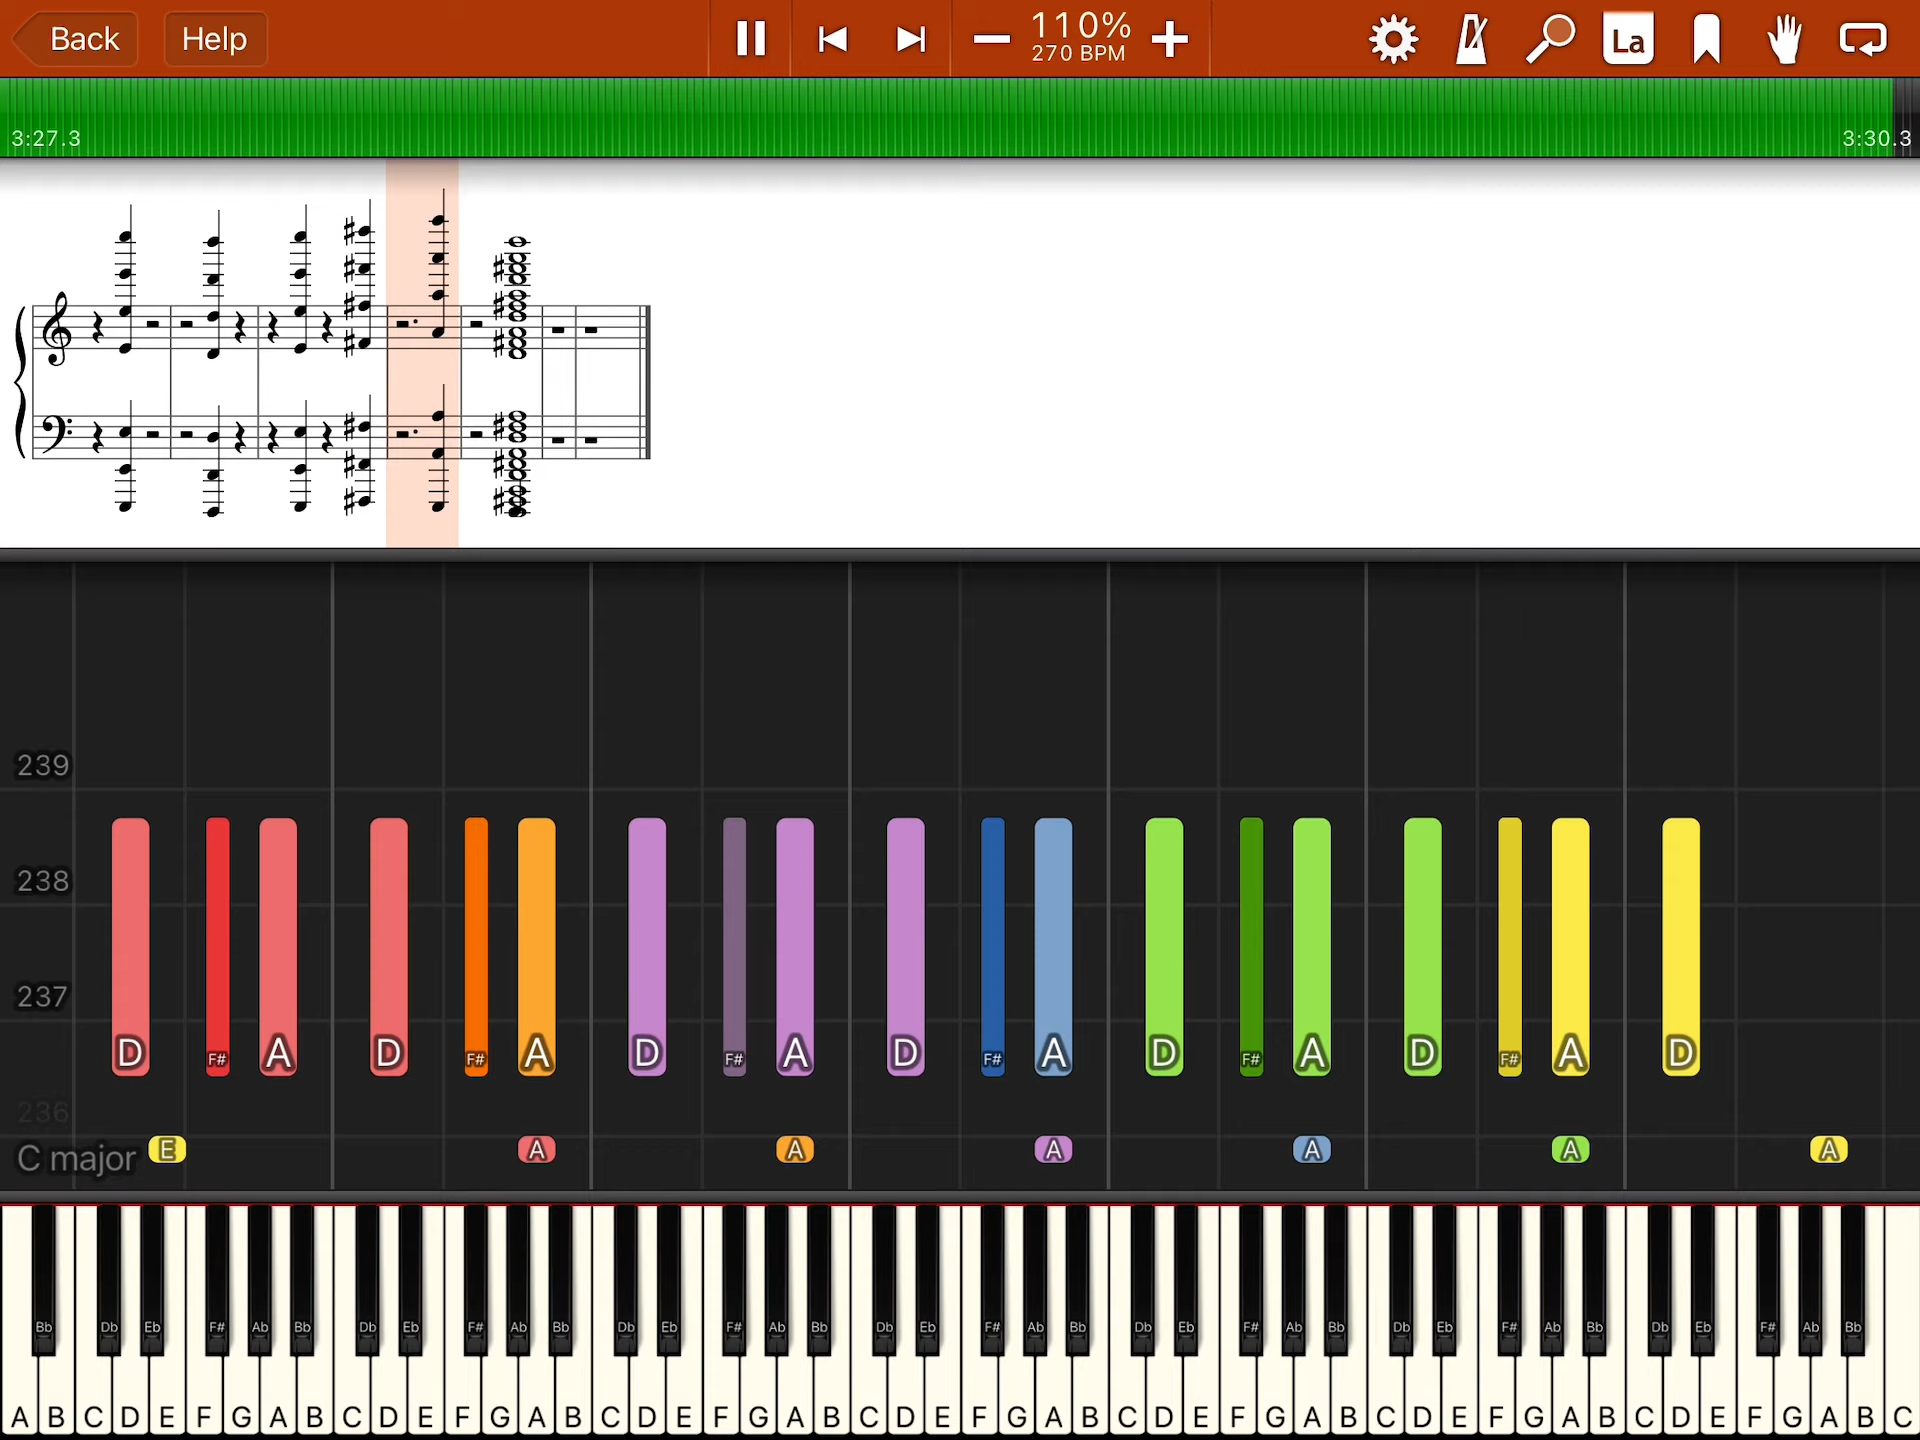 Back Help 110% La
270 BPM
3:27.3 3:30.3
239
238
237
D F# A D F# A D F# A D F# A D F# A D F# A D
236
E A A A A A A
C major
Bb Db Eb F# Ab Bb Db Eb F# Ab Bb Db Eb F# Ab Bb Db Eb F# Ab Bb Db Eb F# Ab Bb Db Eb F# Ab Bb Db Eb F# Ab Bb
A B C D E F G A B C D E F G A B C D E F G A B C D E F G A B C D E F G A B C D E F G A B C D E F G A B C